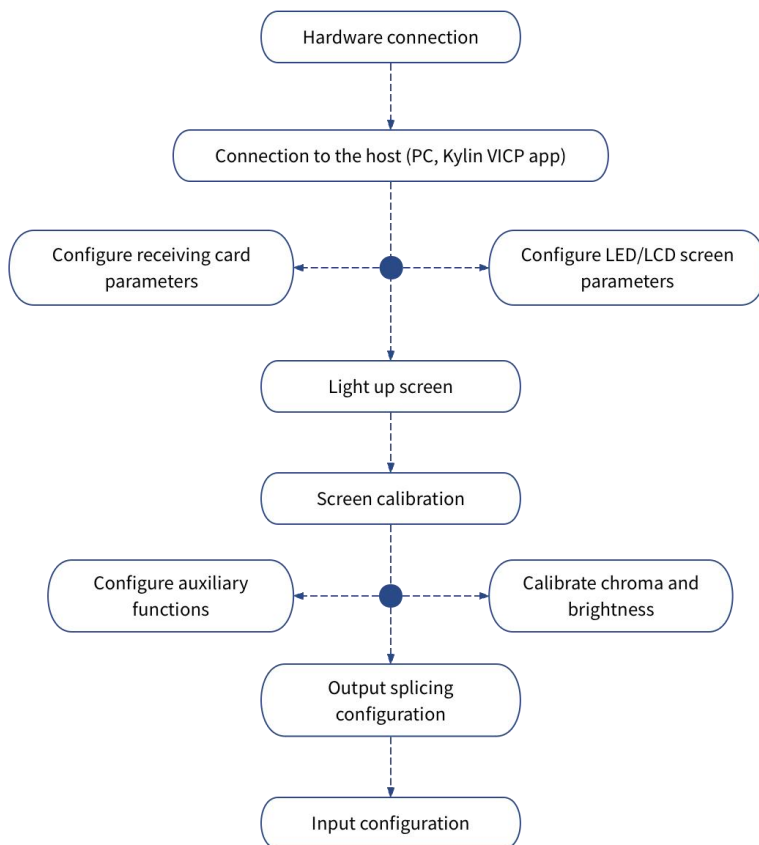 Hardware connection
Connection to the host (PC, Kylin VICP app)
Configure receiving card
parameters
Configure LED/LCD screen
parameters
Light up screen
Screen calibration
Configure auxiliary
functions
Calibrate chroma and
brightness
Output splicing
configuration
Input configuration